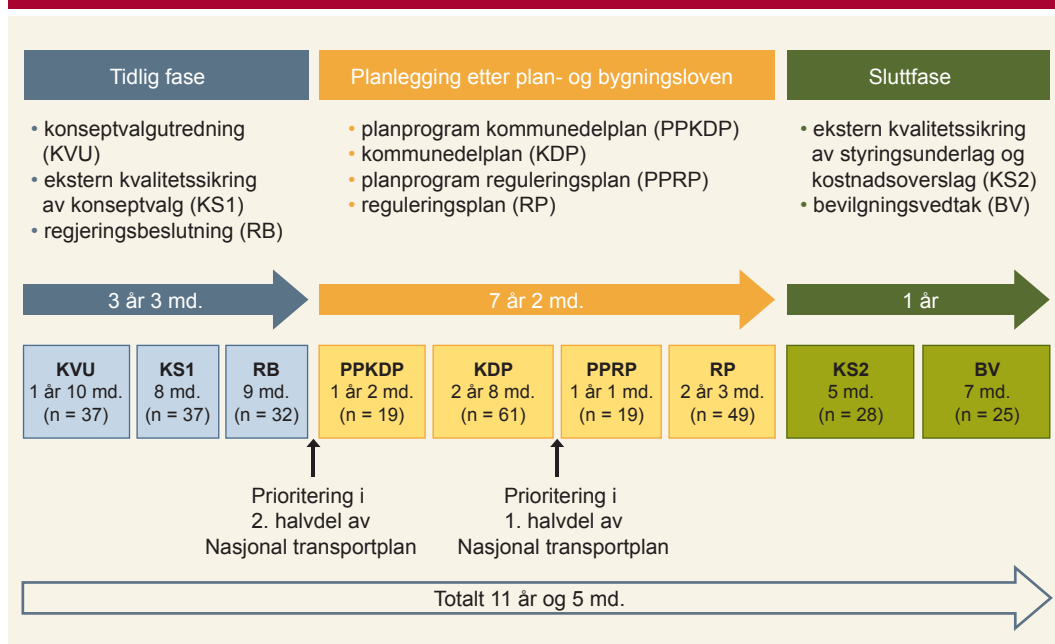 Tidlig fase
Planlegging etter plan- og bygningsloven
Sluttfase
• konseptvalgutredning
(KVU)
• ekstern kvalitetssikring
av konseptvalg (KS1)
• regjeringsbeslutning (RB)
• planprogram kommunedelplan (PPKDP)
• kommunedelplan (KDP)
• planprogram reguleringsplan (PPRP)
• reguleringsplan (RP)
• ekstern kvalitetssikring
av styringsunderlag og
kostnadsoverslag (KS2)
• bevilgningsvedtak (BV)
3 år 3 md.
7 år 2 md.
1 år
KVU
1 år 10 md.
(n = 37)
KS1
8 md.
(n = 37)
RB
9 md.
(n = 32)
PPKDP
1 år 2 md.
(n = 19)
KDP
2 år 8 md.
(n = 61)
PPRP
1 år 1 md.
(n = 19)
RP
2 år 3 md.
(n = 49)
KS2
5 md.
(n = 28)
BV
7 md.
(n = 25)
Prioritering i
2. halvdel av
Nasjonal transportplan
Prioritering i
1. halvdel av
Nasjonal transportplan
Totalt 11 år og 5 md.